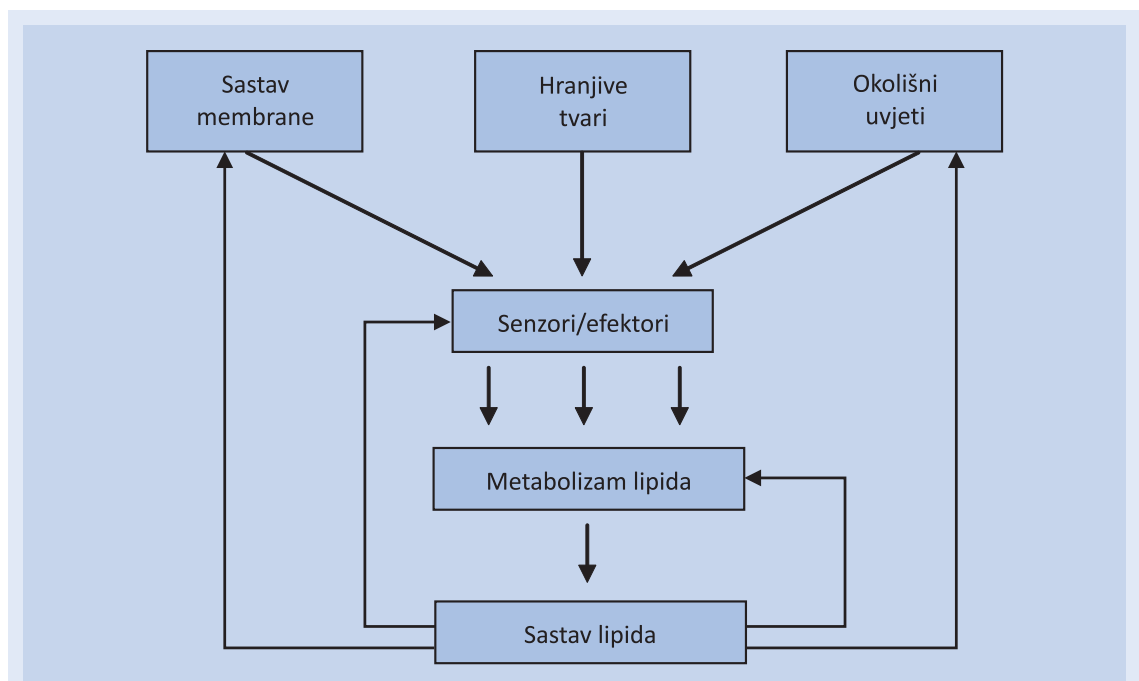 Sastav
membrane
Hranjive
tvari
Okolišni
uvjeti
Senzori/efektori
Metabolizam lipida
Sastav lipida